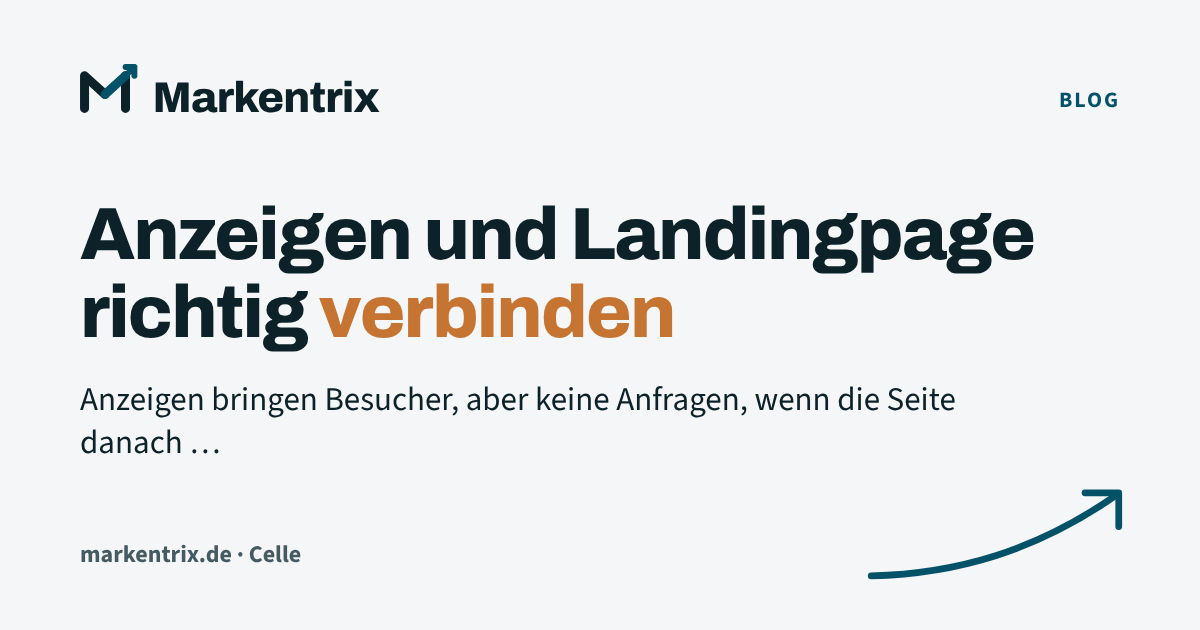 Markentrix
BLOG
Anzeigen und Landingpage
richtig verbinden
Anzeigen bringen Besucher, aber keine Anfragen, wenn die Seite
danach …
markentrix.de · Celle